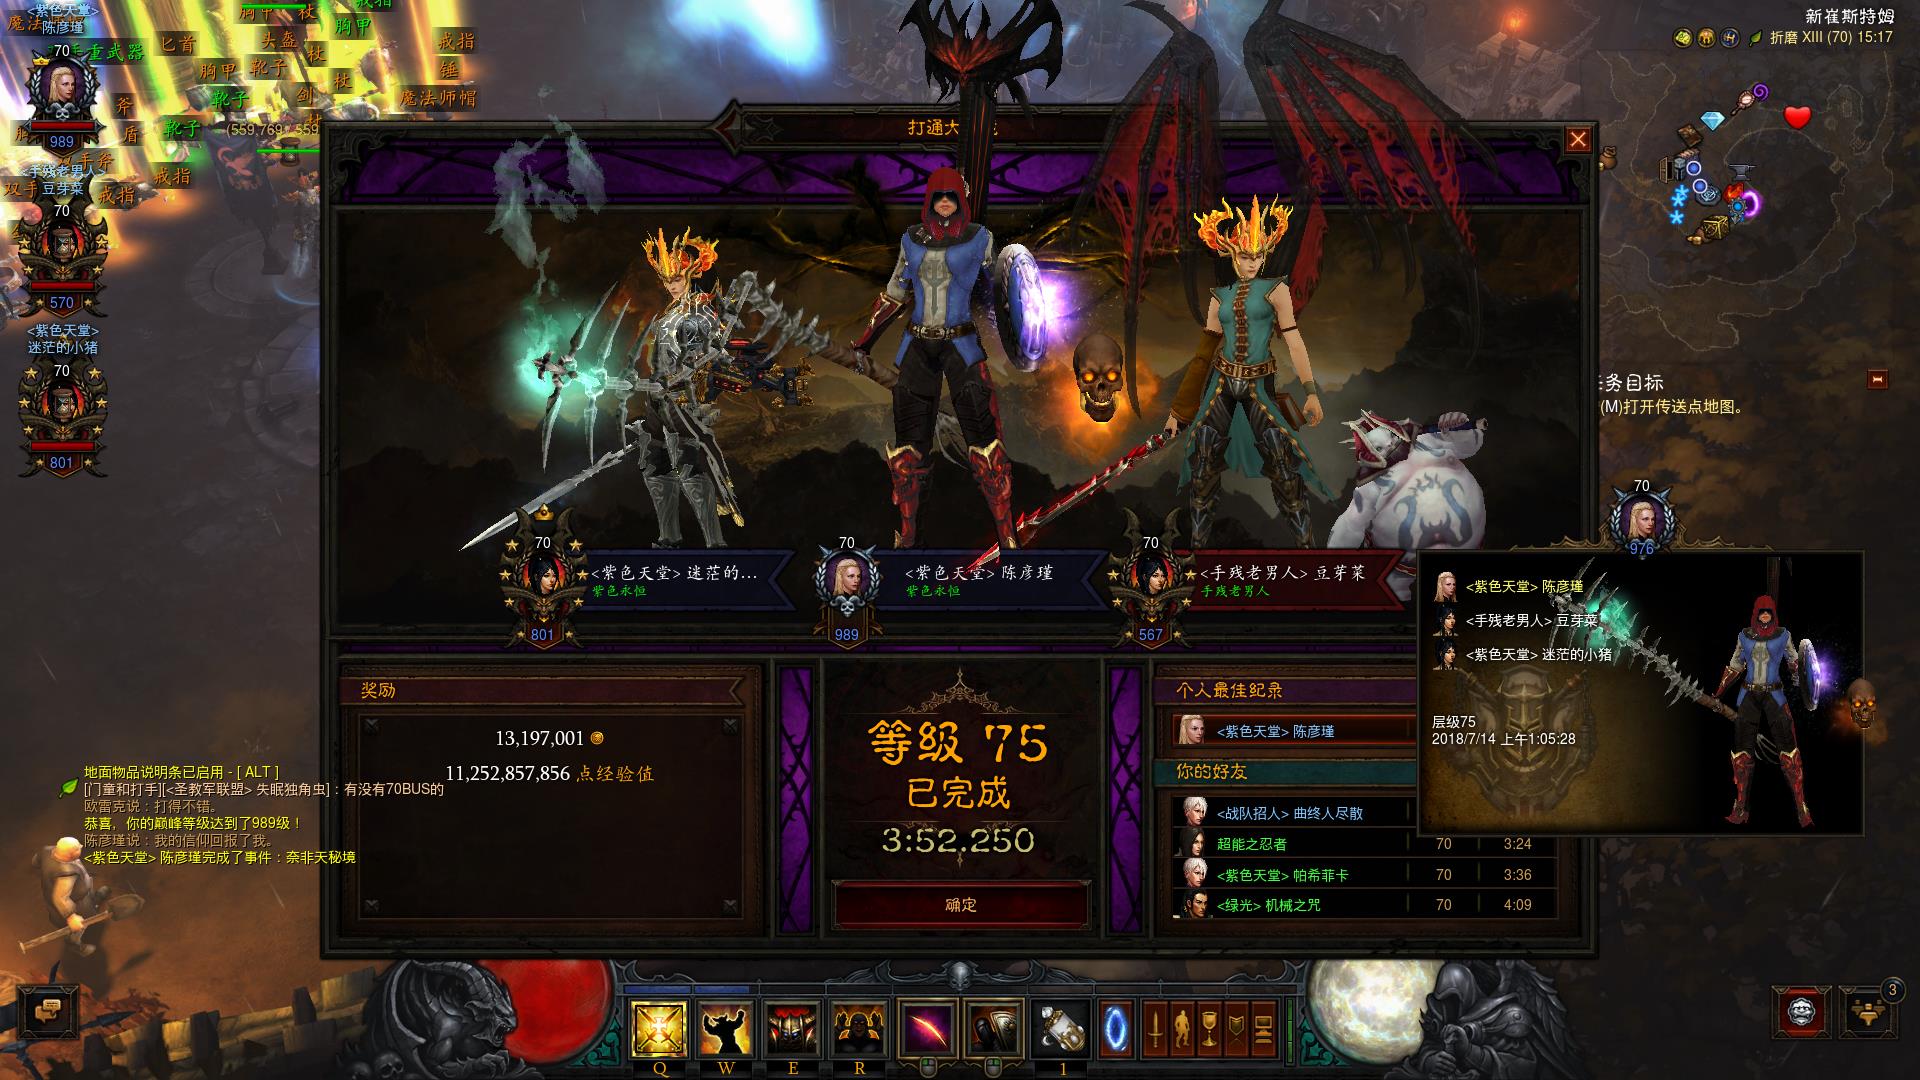 <紫色天堂>
陈彦瑾
70
989
<手残老男人>
豆芽菜
70
570
<紫色天堂>
迷茫的小猪
70
801
胸甲
杖
戒指
头盔
胸甲
戒指
匕首
杖
胸甲
靴子
杖
锤
靴子
剑
魔法师帽
斧
盾
靴子
双手斧
戒指
戒指
新崔斯特姆
折磨 XIII (70) 15:17
务目标
(M)打开传送点地图。
打通大
<紫色天堂> 迷茫的...
紫色永恒
70
801
<紫色天堂> 陈彦瑾
紫色永恒
70
989
<手残老男人> 豆芽菜
手残老男人
70
567
70
976
<紫色天堂> 陈彦瑾
<手残老男人> 豆芽菜
<紫色天堂> 迷茫的小猪
层级75
2018/7/14 上午1:05:28
奖励
13,197,001
11,252,857,856 点经验值
等级 75
已完成
3:52.250
确定
个人最佳纪录
<紫色天堂> 陈彦瑾
你的好友
<战队招人> 曲终人尽散
超能之忍者 70 3:24
<紫色天堂> 帕希菲卡 70 3:36
<绿光> 机械之咒 70 4:09
地面物品说明条已启用 - [ ALT ]
[门童和打手][<圣教军联盟> 失眠独角虫]：有没有70BUS的
欧雷克说：打得不错。
恭喜，你的巅峰等级达到了989级！
陈彦瑾说：我的信仰回报了我。
<紫色天堂> 陈彦瑾完成了事件：奈非天秘境
Q W E R 1
3